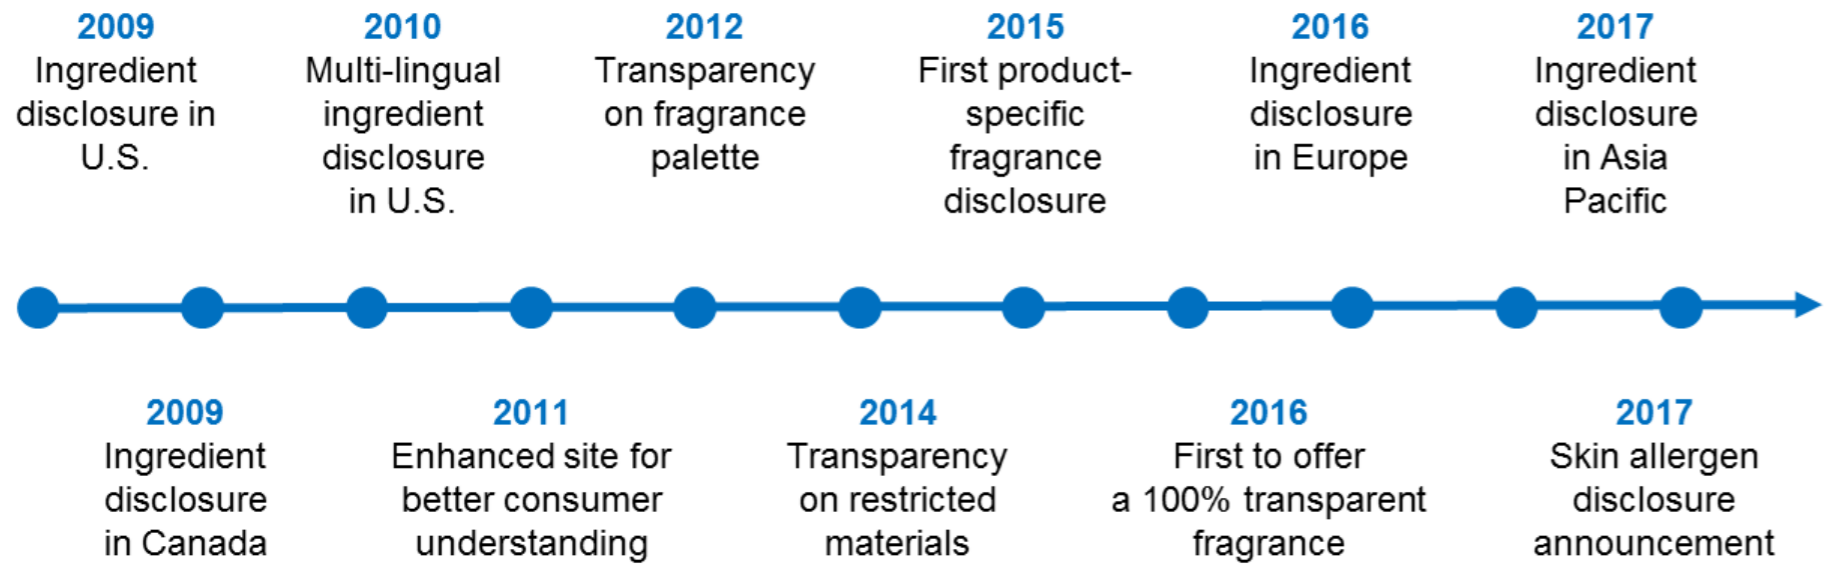 2009
Ingredient
disclosure in
U.S.
2010
Multi-lingual
ingredient
disclosure
in U.S.
2012
Transparency
on fragrance
palette
2015
First product-
specific
fragrance
disclosure
2016
Ingredient
disclosure
in Europe
2017
Ingredient
disclosure
in Asia
Pacific
2009
Ingredient
disclosure
in Canada
2011
Enhanced site for
better consumer
understanding
2014
Transparency
on restricted
materials
2016
First to offer
a 100% transparent
fragrance
2017
Skin allergen
disclosure
announcement